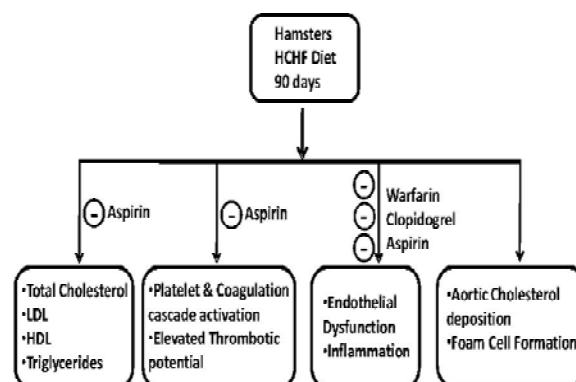 Hamsters
HCHF Diet
90 days
- Aspirin
- Aspirin
- Warfarin
- Clopidogrel
- Aspirin
•Total Cholesterol
•LDL
•HDL
•Triglycerides
•Platelet & Coagulation
cascade activation
•Elevated Thrombotic
potential
•Endothelial
Dysfunction
•Inflammation
•Aortic Cholesterol
deposition
•Foam Cell Formation